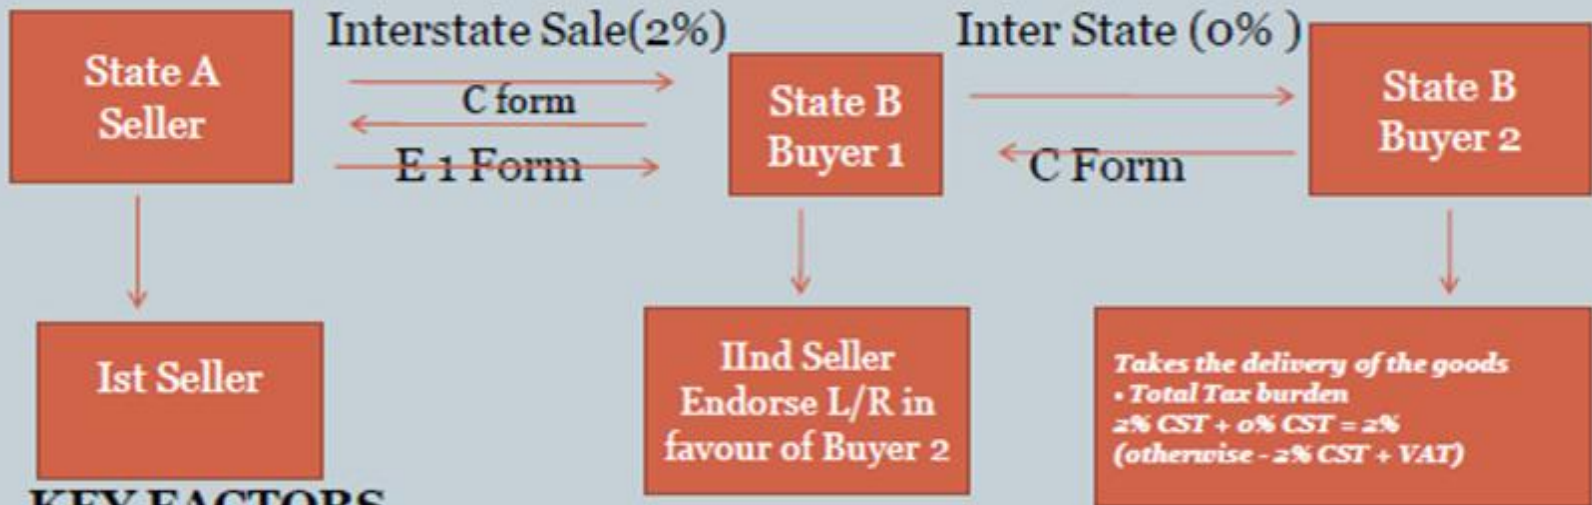 Interstate Sale(2%)
Inter State (0% )
State A
Seller
C form
E 1 Form
State B
Buyer 1
C Form
State B
Buyer 2
Ist Seller
IInd Seller
Endorse L/R in
favour of Buyer 2
Takes the delivery of the goods
• Total Tax burden
2% CST + 0% CST = 2%
(otherwise - 2% CST + VAT)
KEY FACTORS